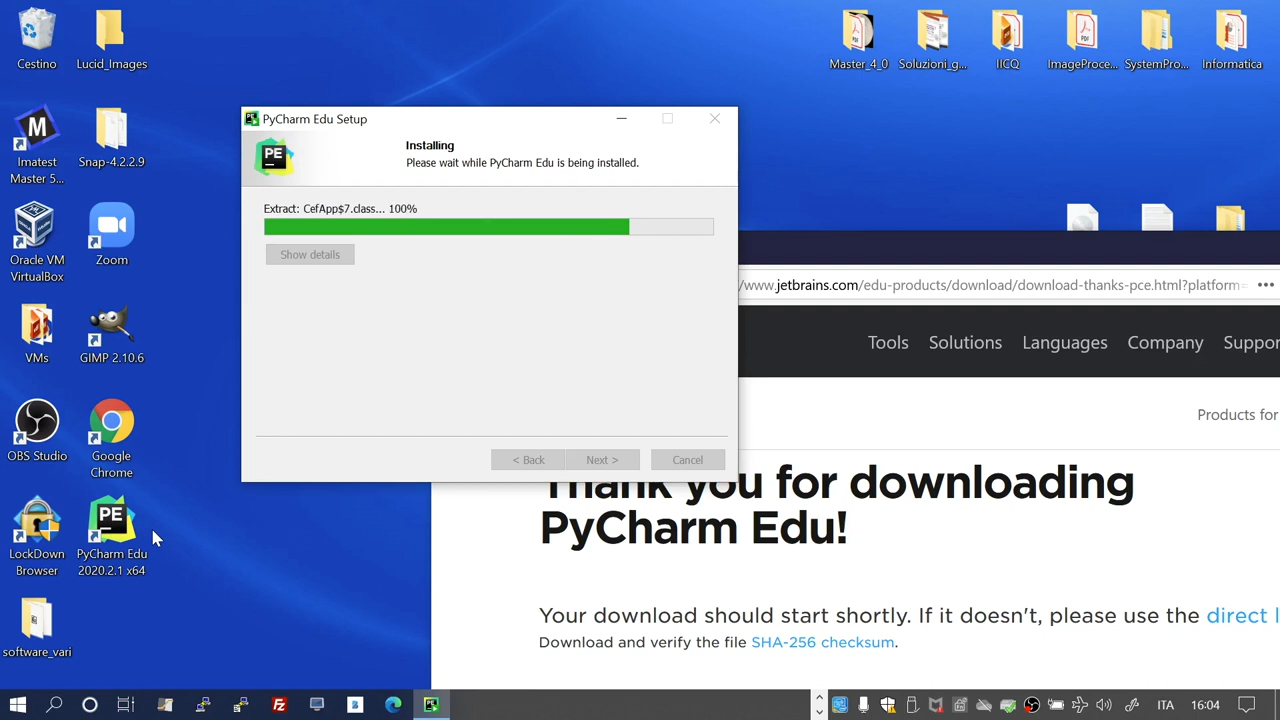 Cestino
Lucid_Images
Master_4_0
Soluzioni_g...
IICQ
ImageProce...
SystemPro...
Informatica
M
Imatest
Master 5...
Snap-4.2.2.9
Oracle VM
VirtualBox
Zoom
VMs
GIMP 2.10.6
OBS Studio
Google
Chrome
LockDown
Browser
PE
PyCharm Edu
2020.2.1 x64
software_vari
PyCharm Edu Setup
PE
Installing
Please wait while PyCharm Edu is being installed.
Extract: CefApp$7.class... 100%
Show details
< Back
Next >
Cancel
/www.jetbrains.com/edu-products/download/download-thanks-pce.html?platform=
Tools
Solutions
Languages
Company
Suppor
Products for
Thank you for downloading
PyCharm Edu!
Your download should start shortly. If it doesn't, please use the direct l
Download and verify the file SHA-256 checksum.
ITA
16:04